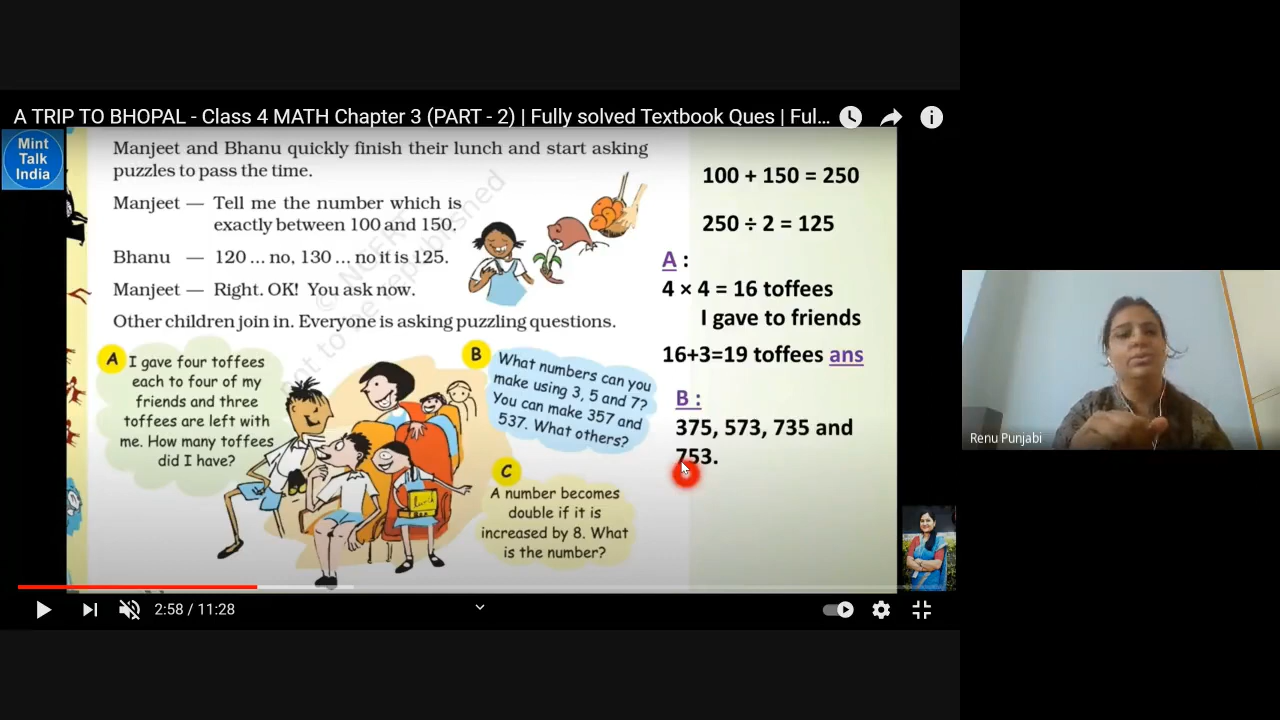 A TRIP TO BHOPAL - Class 4 MATH Chapter 3 (PART - 2) | Fully solved Textbook Ques | Ful...
Mint
Talk
India
Manjeet and Bhanu quickly finish their lunch and start asking
puzzles to pass the time.
Manjeet — Tell me the number which is
exactly between 100 and 150.
Bhanu — 120 ... no, 130 ... no it is 125.
Manjeet — Right. OK! You ask now.
Other children join in. Everyone is asking puzzling questions.
A
I gave four toffees
each to four of my
friends and three
toffees are left with
me. How many toffees
did I have?
B
What numbers can you
make using 3, 5 and 7?
You can make 357 and
537. What others?
C
A number becomes
double if it is
increased by 8. What
is the number?
100 + 150 = 250
250 ÷ 2 = 125
A :
4 × 4 = 16 toffees
I gave to friends
16+3=19 toffees ans
B :
375, 573, 735 and
753.
not to be republished
2:58 / 11:28
Renu Punjabi